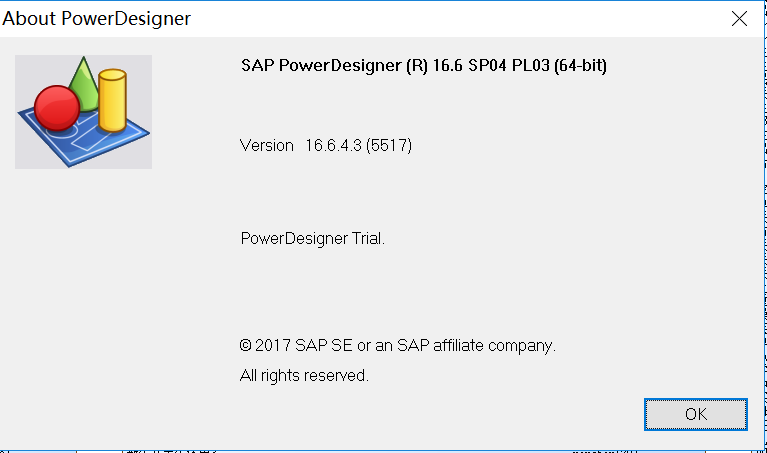 About PowerDesigner
SAP PowerDesigner (R) 16.6 SP04 PL03 (64-bit)
Version 16.6.4.3 (5517)
PowerDesigner Trial.
© 2017 SAP SE or an SAP affiliate company.
All rights reserved.
OK